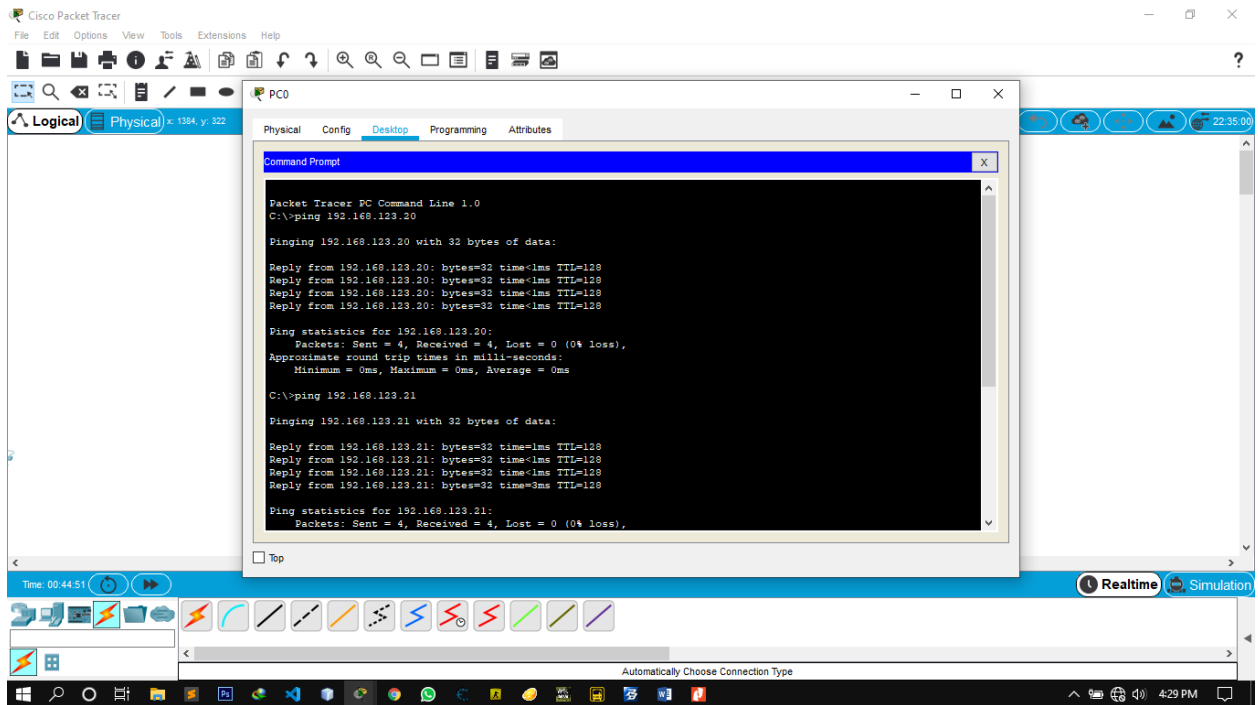 Cisco Packet Tracer
File Edit Options View Tools Extensions Help
?
PC0
Logical Physical x: 1384, y: 322
22:35:00
Physical Config Desktop Programming Attributes
Command Prompt
X
Packet Tracer PC Command Line 1.0
C:\>ping 192.168.123.20
Pinging 192.168.123.20 with 32 bytes of data:
Reply from 192.168.123.20: bytes=32 time<1ms TTL=128
Reply from 192.168.123.20: bytes=32 time<1ms TTL=128
Reply from 192.168.123.20: bytes=32 time<1ms TTL=128
Reply from 192.168.123.20: bytes=32 time<1ms TTL=128
Ping statistics for 192.168.123.20:
Packets: Sent = 4, Received = 4, Lost = 0 (0% loss),
Approximate round trip times in milli-seconds:
Minimum = 0ms, Maximum = 0ms, Average = 0ms
C:\>ping 192.168.123.21
Pinging 192.168.123.21 with 32 bytes of data:
Reply from 192.168.123.21: bytes=32 time=1ms TTL=128
Reply from 192.168.123.21: bytes=32 time<1ms TTL=128
Reply from 192.168.123.21: bytes=32 time<1ms TTL=128
Reply from 192.168.123.21: bytes=32 time=3ms TTL=128
Ping statistics for 192.168.123.21:
Packets: Sent = 4, Received = 4, Lost = 0 (0% loss),
Top
Time: 00:44:51
Realtime Simulation
Automatically Choose Connection Type
Ps
4:29 PM